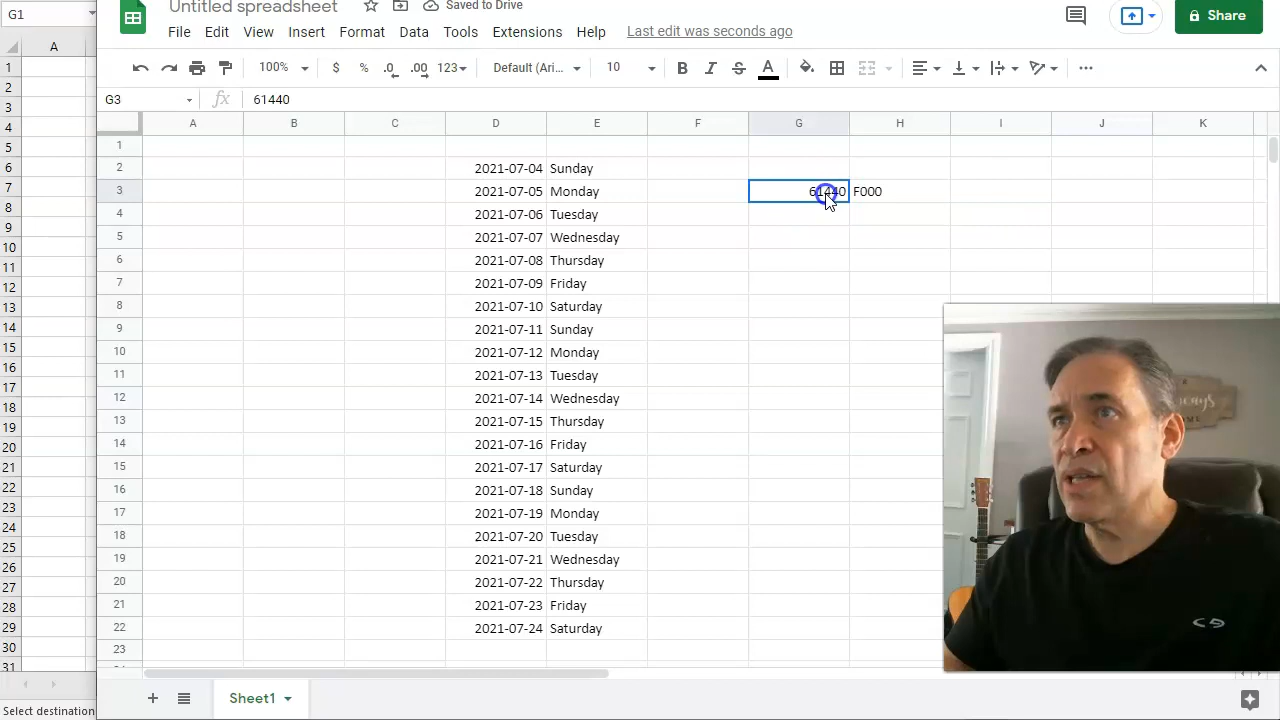 G1
Untitled spreadsheet
Saved to Drive
File Edit View Insert Format Data Tools Extensions Help Last edit was seconds ago
Share
100% $ % .0 .00 123 Default (Ari... 10 B I S A
G3 fx 61440
A
A B C D E F G H I J K
1 1
2 2 2021-07-04 Sunday
3 3 2021-07-05 Monday 61440 F000
4 4 2021-07-06 Tuesday
5 5 2021-07-07 Wednesday
6 6 2021-07-08 Thursday
7 7 2021-07-09 Friday
8 8 2021-07-10 Saturday
9 9 2021-07-11 Sunday
10 10 2021-07-12 Monday
11 11 2021-07-13 Tuesday
12 12 2021-07-14 Wednesday
13 13 2021-07-15 Thursday
14 14 2021-07-16 Friday
15 15 2021-07-17 Saturday
16 16 2021-07-18 Sunday
17 17 2021-07-19 Monday
18 18 2021-07-20 Tuesday
19 19 2021-07-21 Wednesday
20 20 2021-07-22 Thursday
21 21 2021-07-23 Friday
22 22 2021-07-24 Saturday
23 23
24
25
26
27
28
29
31
Sheet1
Select destination